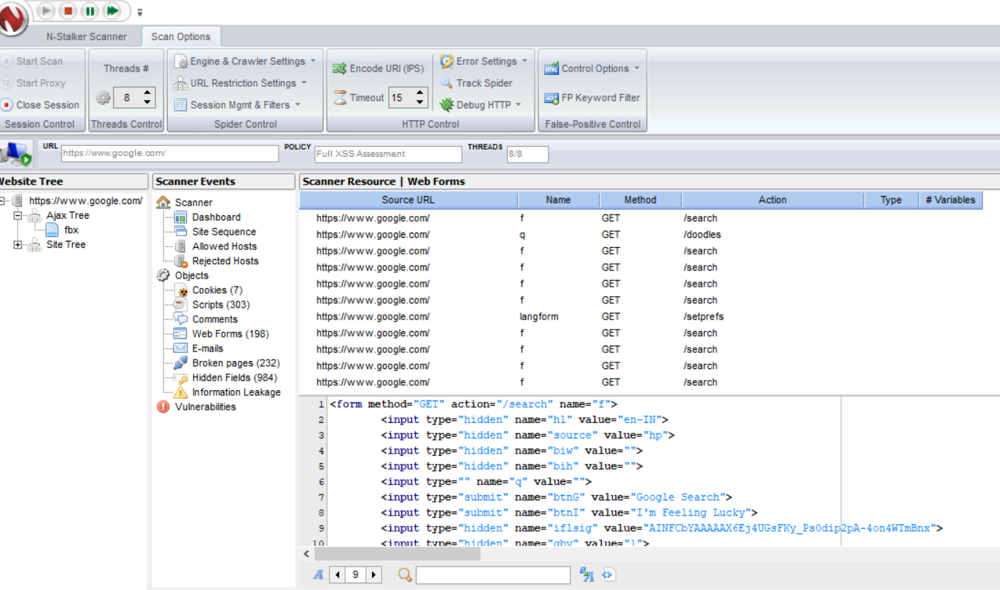 N-Stalker Scanner Scan Options
Start Scan
Start Proxy
Close Session
Session Control
Threads #
8
Threads Control
Engine & Crawler Settings
URL Restriction Settings
Session Mgmt & Filters
Spider Control
Encode URI (IPS)
Timeout 15
Error Settings
Track Spider
Debug HTTP
HTTP Control
Control Options
FP Keyword Filter
False-Positive Control
URL https://www.google.com/ POLICY Full XSS Assessment THREADS 8/8
Website Tree
https://www.google.com/
Ajax Tree
fbx
Site Tree
Scanner Events
Scanner
Dashboard
Site Sequence
Allowed Hosts
Rejected Hosts
Objects
Cookies (7)
Scripts (303)
Comments
Web Forms (198)
E-mails
Broken pages (232)
Hidden Fields (984)
Information Leakage
Vulnerabilities
Scanner Resource | Web Forms
Source URL Name Method Action Type # Variables
https://www.google.com/ f GET /search
https://www.google.com/ q GET /doodles
https://www.google.com/ f GET /search
https://www.google.com/ f GET /search
https://www.google.com/ f GET /search
https://www.google.com/ f GET /search
https://www.google.com/ langform GET /setprefs
https://www.google.com/ f GET /search
https://www.google.com/ f GET /search
https://www.google.com/ f GET /search
https://www.google.com/ f GET /search
1 <form method="GET" action="/search" name="f">
2 <input type="hidden" name="hl" value="en-IN">
3 <input type="hidden" name="source" value="hp">
4 <input type="hidden" name="biw" value="">
5 <input type="hidden" name="bih" value="">
6 <input type="" name="q" value="">
7 <input type="submit" name="btnG" value="Google Search">
8 <input type="submit" name="btnI" value="I'm Feeling Lucky">
9 <input type="hidden" name="iflsig" value="AINFCbYAAAAAX6Ej4UGsFKy_Ps0dip2pA-4on4WTmBnx">
10 <input type="hidden" name="gbv" value="1">
9